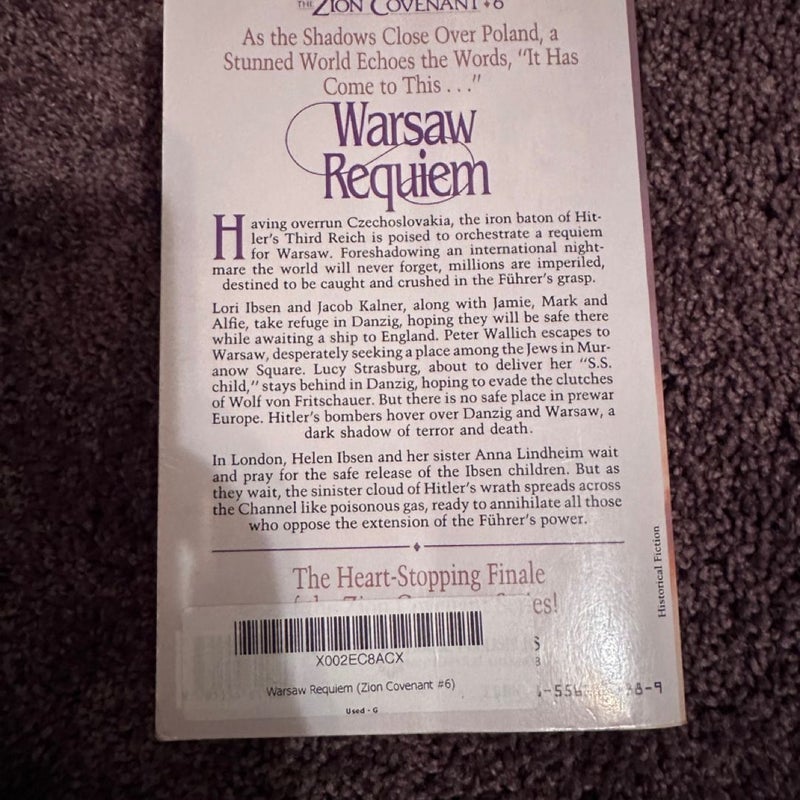 THE ZION COVENANT • 6
As the Shadows Close Over Poland, a
Stunned World Echoes the Words, "It Has
Come to This . . ."
Warsaw
Requiem
Having overrun Czechoslovakia, the iron baton of Hit-
ler's Third Reich is poised to orchestrate a requiem
for Warsaw. Foreshadowing an international night-
mare the world will never forget, millions are imperiled,
destined to be caught and crushed in the Führer's grasp.
Lori Ibsen and Jacob Kalner, along with Jamie, Mark and
Alfie, take refuge in Danzig, hoping they will be safe there
while awaiting a ship to England. Peter Wallich escapes to
Warsaw, desperately seeking a place among the Jews in Mur-
anow Square. Lucy Strasburg, about to deliver her "S.S.
child," stays behind in Danzig, hoping to evade the clutches
of Wolf von Fritschauer. But there is no safe place in prewar
Europe. Hitler's bombers hover over Danzig and Warsaw, a
dark shadow of terror and death.
In London, Helen Ibsen and her sister Anna Lindheim wait
and pray for the safe release of the Ibsen children. But as
they wait, the sinister cloud of Hitler's wrath spreads across
the Channel like poisonous gas, ready to annihilate all those
who oppose the extension of the Führer's power.
The Heart-Stopping Finale
es!
Historical Fiction
X002EC8ACX
Warsaw Requiem (Zion Covenant #6)
Used - G
8-9